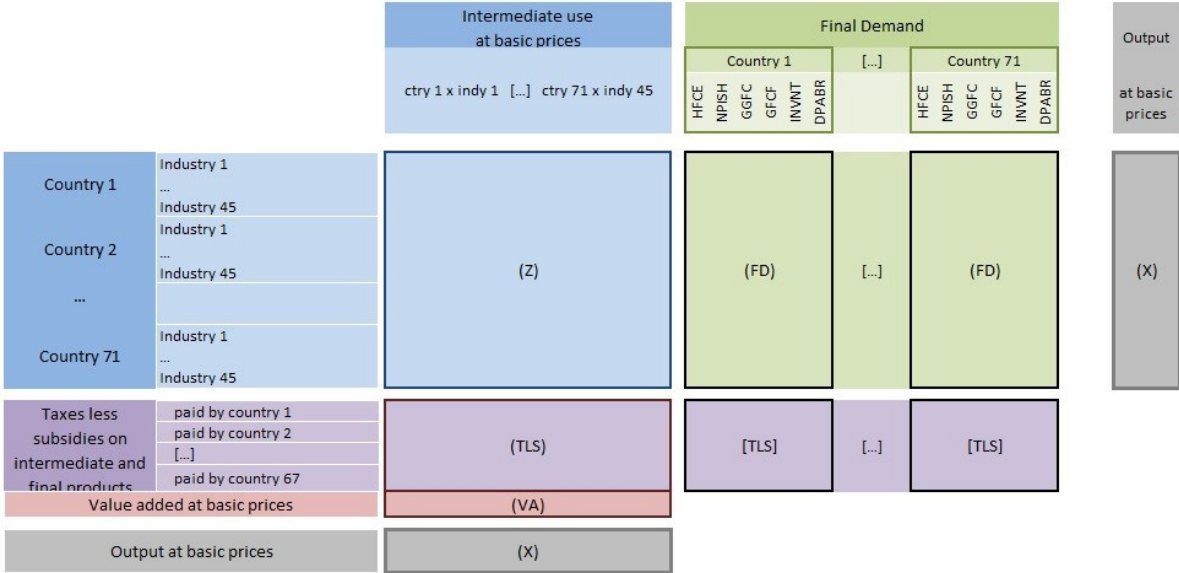 Intermediate use
at basic prices
Final Demand
Output
at basic
prices
Country 1
[...]
Country 71
ctry 1 x indy 1 [...] ctry 71 x indy 45
HFCE
NPISH
GGFC
GFCF
INVNT
DPABR
HFCE
NPISH
GGFC
GFCF
INVNT
DPABR
Country 1
Industry 1
...
Industry 45
Country 2
Industry 1
...
Industry 45
...
Country 71
Industry 1
...
Industry 45
(Z)
(FD)
[...]
(FD)
(X)
Taxes less
subsidies on
intermediate and
final products
paid by country 1
paid by country 2
[...]
paid by country 67
(TLS)
[TLS]
[...]
[TLS]
Value added at basic prices
(VA)
Output at basic prices
(X)